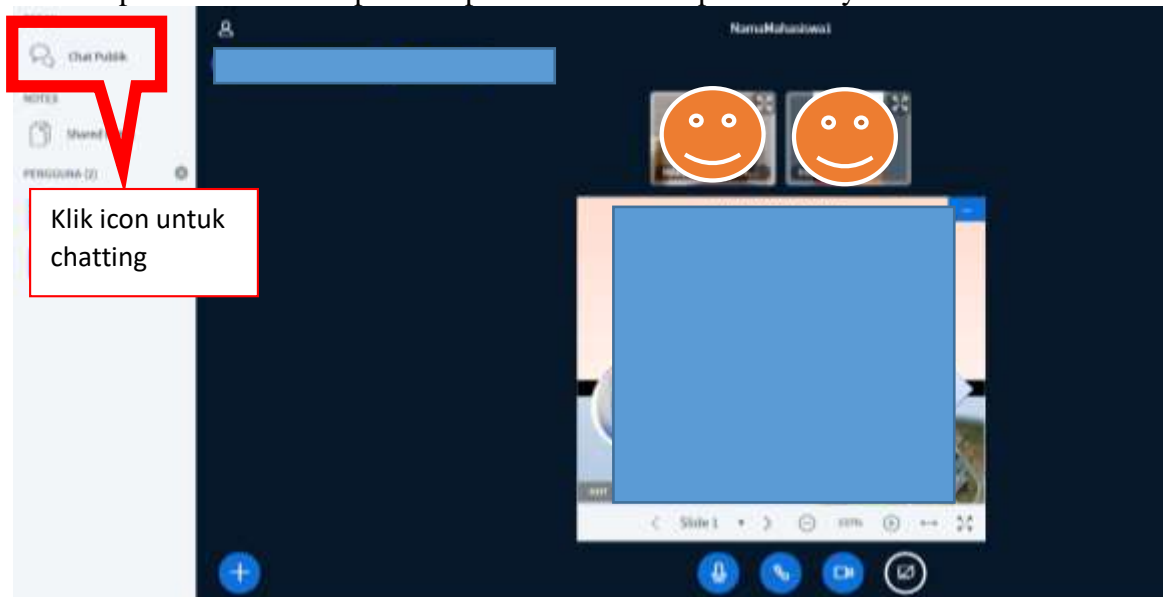 NamaMahasiswa1
Chat Publik
NOTES
Shared
PENGGUNA (2)
Klik icon untuk
chatting
Slide 1